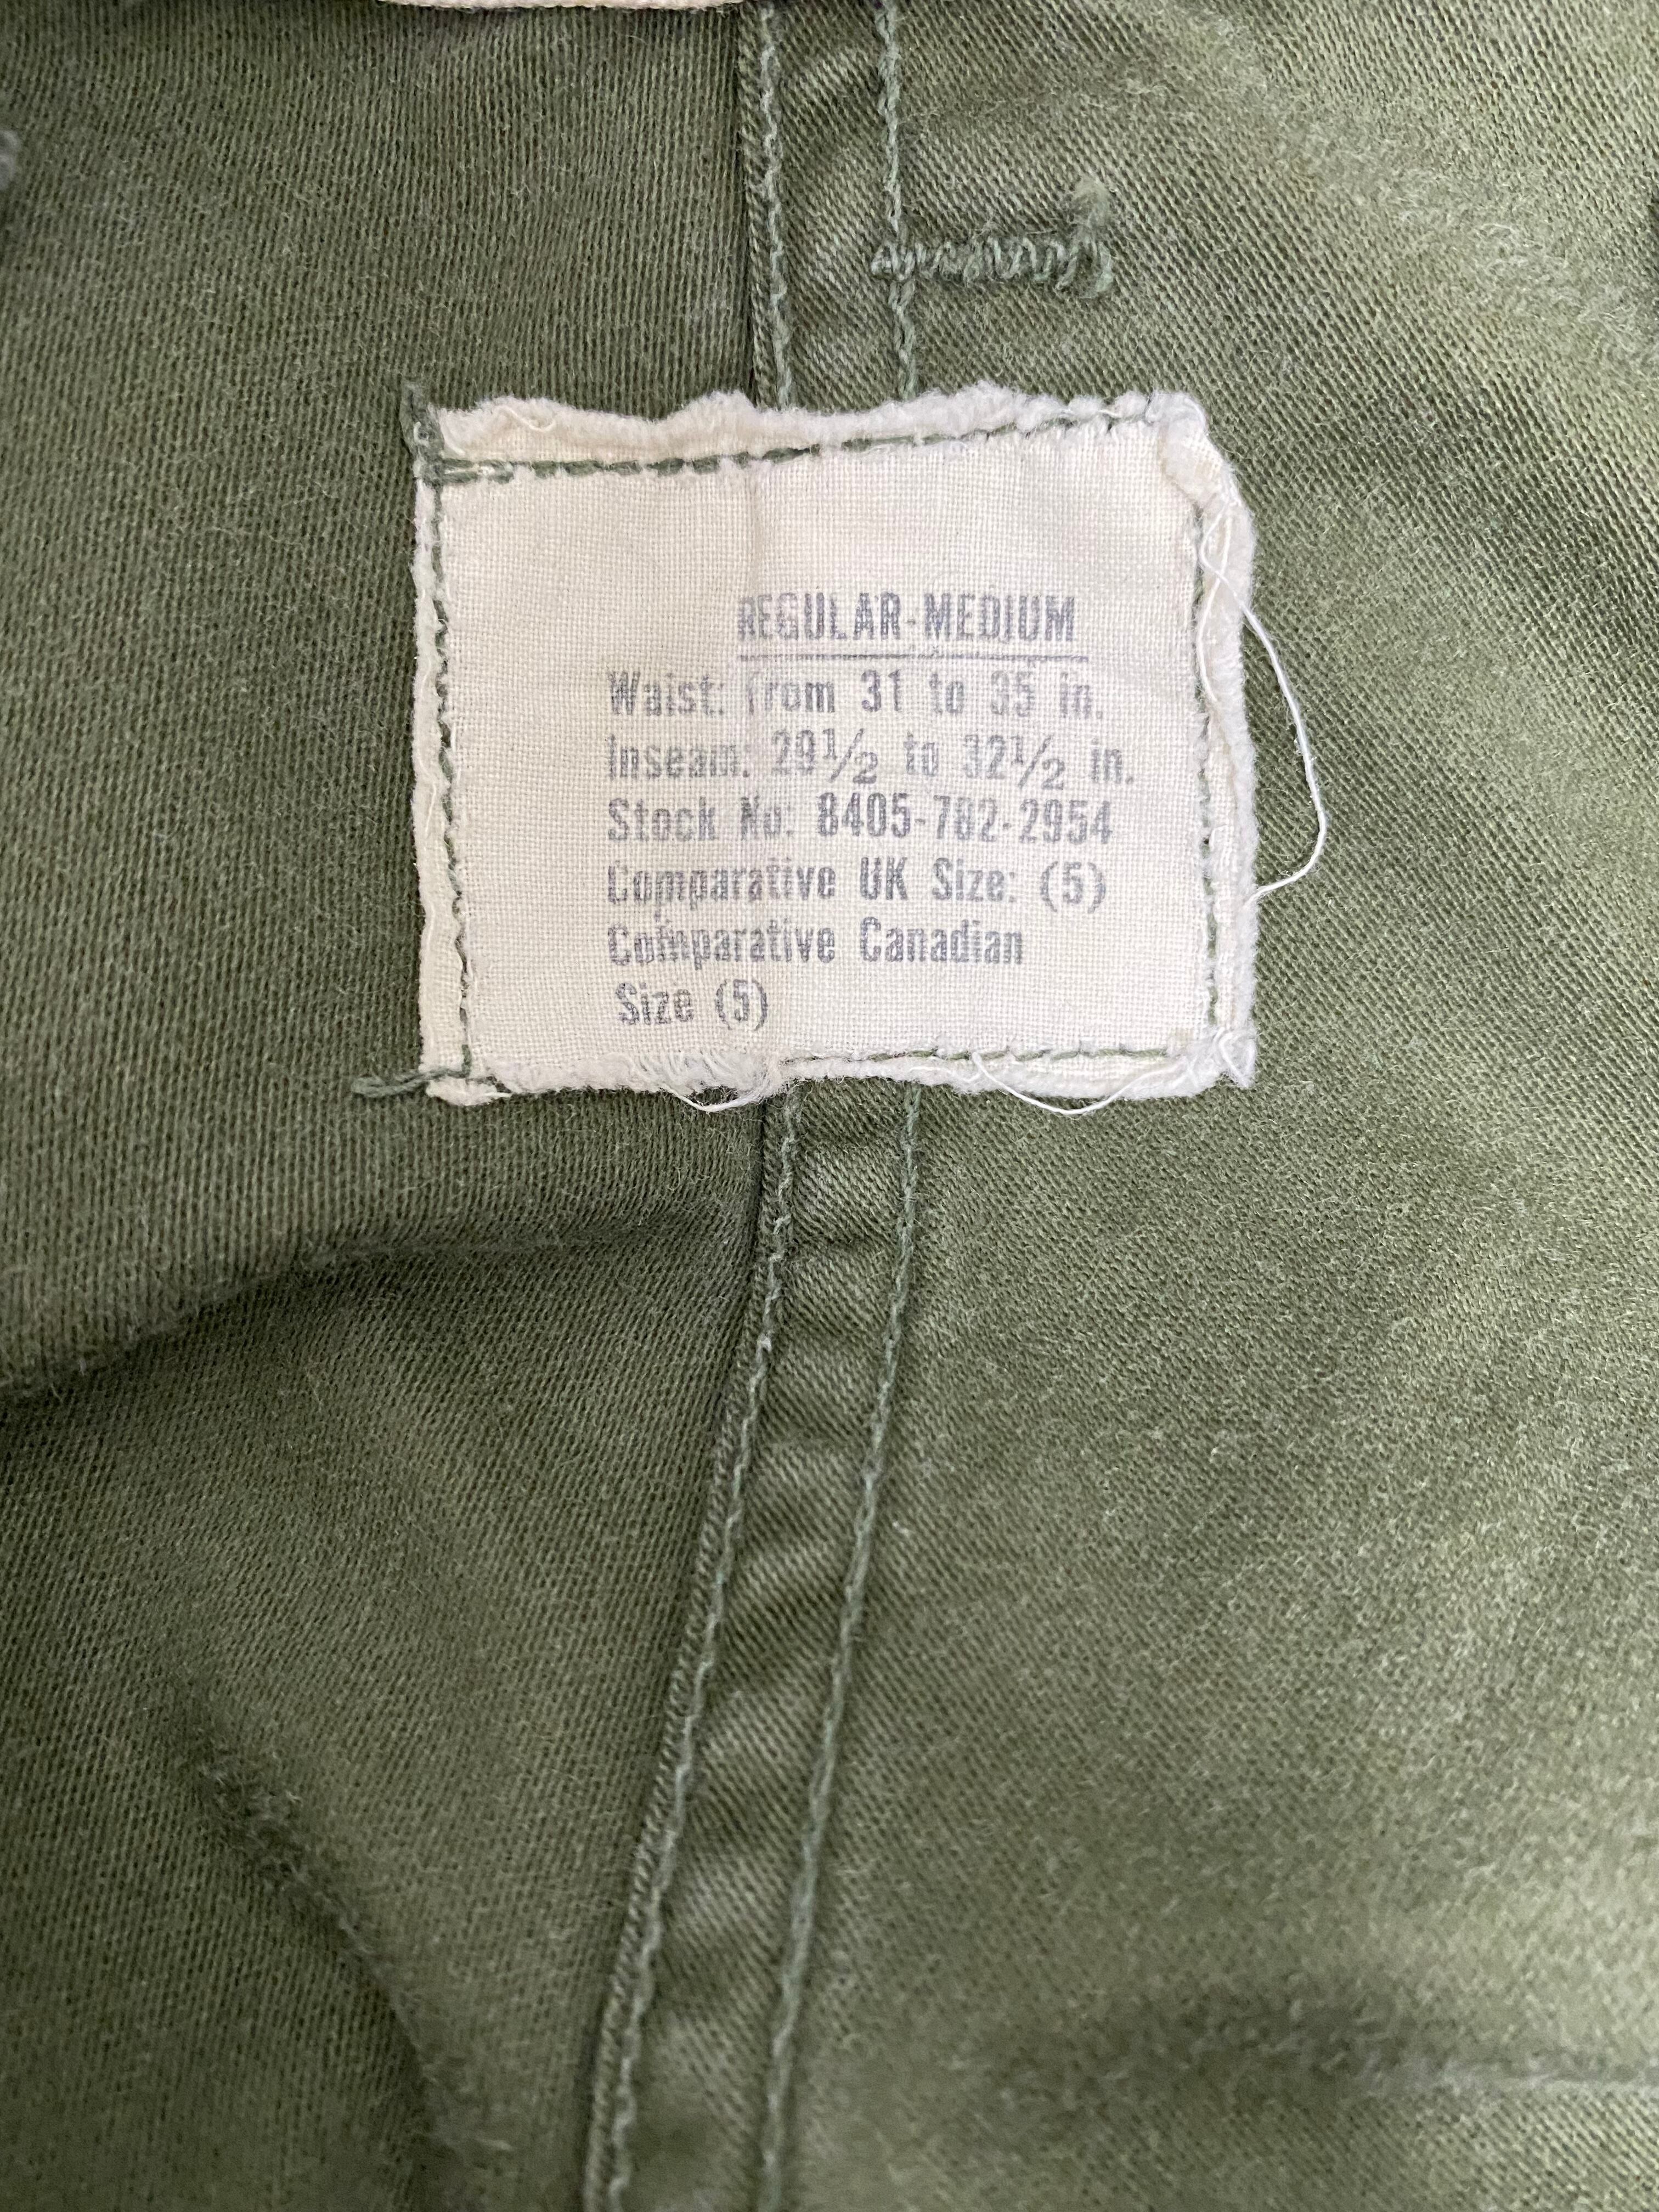 REGULAR-MEDIUM
Waist: from 31 to 35 in.
Inseam: 29½ to 32½ in.
Stock No: 8405-782-2954
Comparative UK Size: (5)
Comparative Canadian
Size (5)